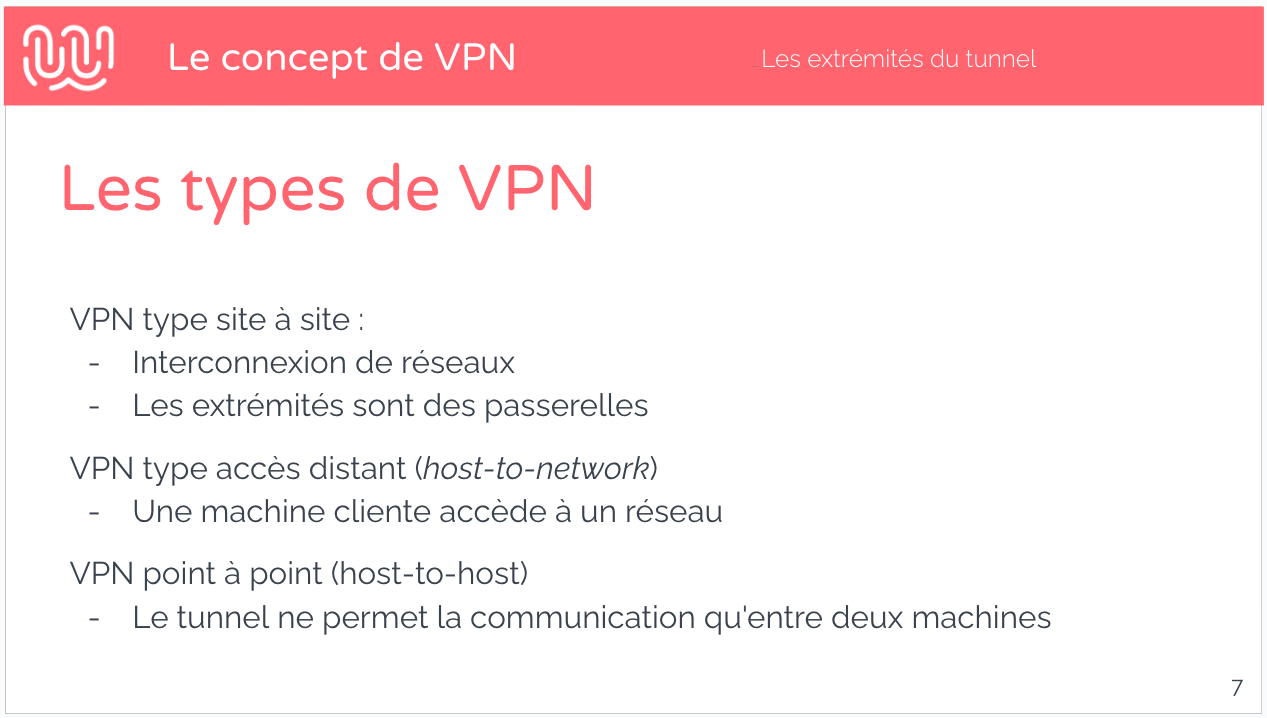 Le concept de VPN
Les extrémités du tunnel
Les types de VPN
VPN type site à site :
- Interconnexion de réseaux
- Les extrémités sont des passerelles
VPN type accès distant (host-to-network)
- Une machine cliente accède à un réseau
VPN point à point (host-to-host)
- Le tunnel ne permet la communication qu'entre deux machines
7